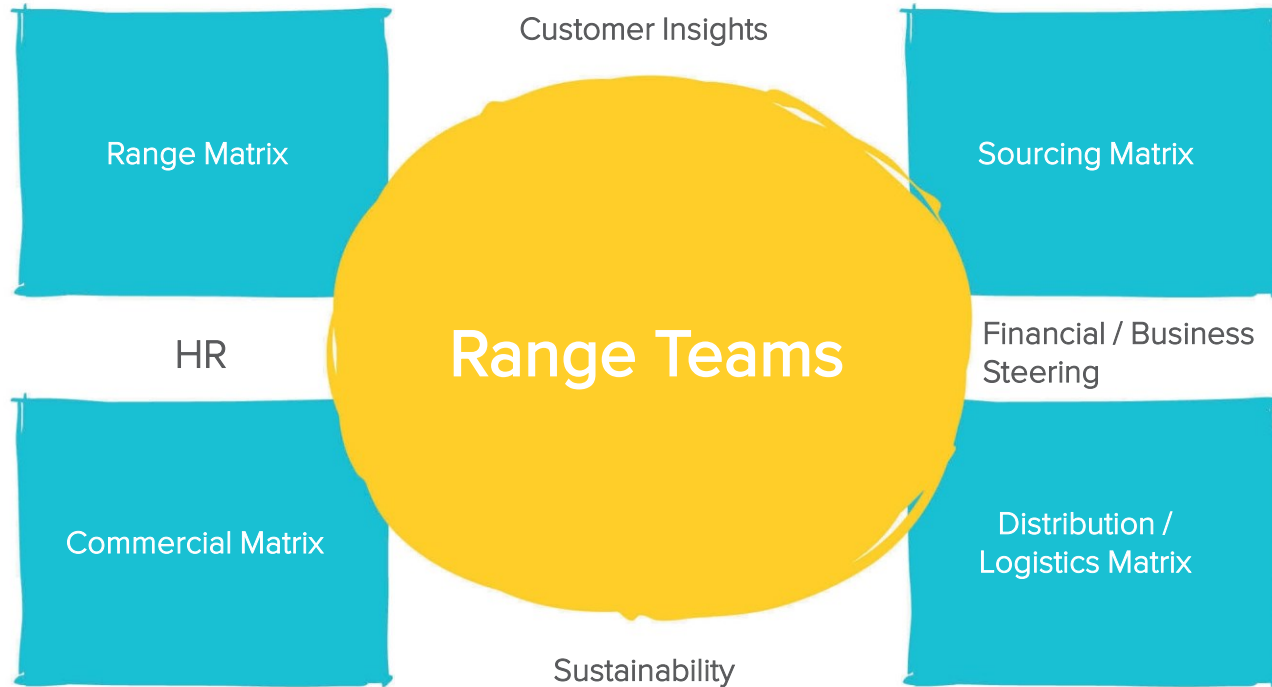 Customer Insights
Range Matrix
Sourcing Matrix
HR
Range Teams
Financial / Business
Steering
Commercial Matrix
Distribution /
Logistics Matrix
Sustainability